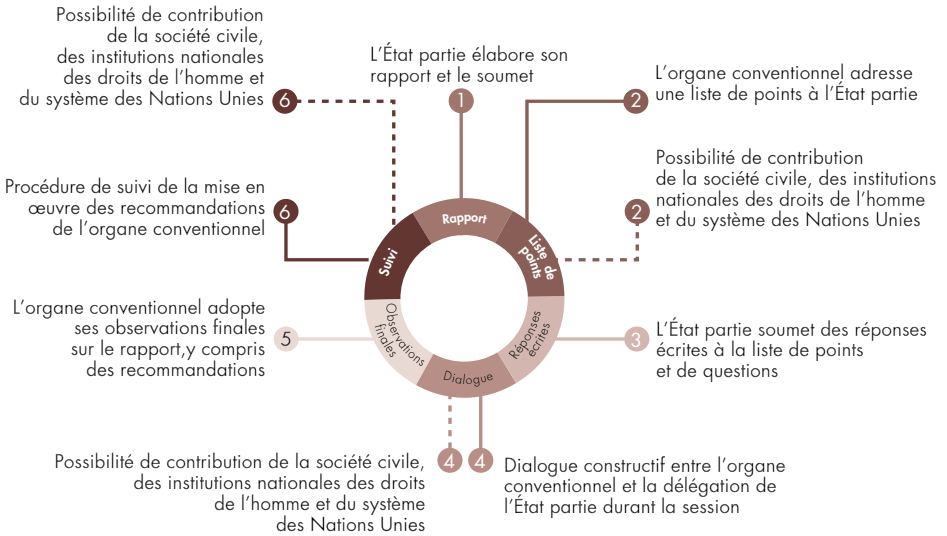 Possibilité de contribution
de la société civile,
des institutions nationales
des droits de l'homme et
du système des Nations Unies
6
L'État partie élabore son
rapport et le soumet
1
L'organe conventionnel adresse
une liste de points à l'État partie
2
Possibilité de contribution
de la société civile, des institutions
nationales des droits de l'homme
et du système des Nations Unies
2
Procédure de suivi de la mise en
œuvre des recommandations
de l'organe conventionnel
6
Rapport
Liste de
points
Suivi
Observations
finales
Réponses
écrites
Dialogue
L'organe conventionnel adopte
ses observations finales
sur le rapport,y compris
des recommandations
5
L'État partie soumet des réponses
écrites à la liste de points
et de questions
3
Possibilité de contribution de la société civile,
des institutions nationales des droits
de l'homme et du système
des Nations Unies
4
4
Dialogue constructif entre l'organe
conventionnel et la délégation de
l'État partie durant la session